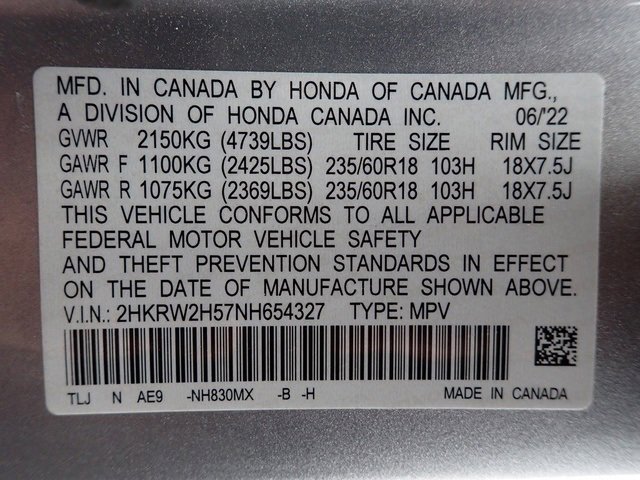 MFD. IN CANADA BY HONDA OF CANADA MFG.,
A DIVISION OF HONDA CANADA INC. 06/'22
GVWR 2150KG (4739LBS) TIRE SIZE RIM SIZE
GAWR F 1100KG (2425LBS) 235/60R18 103H 18X7.5J
GAWR R 1075KG (2369LBS) 235/60R18 103H 18X7.5J
THIS VEHICLE CONFORMS TO ALL APPLICABLE
FEDERAL MOTOR VEHICLE SAFETY
AND THEFT PREVENTION STANDARDS IN EFFECT
ON THE DATE OF MANUFACTURE SHOWN ABOVE.
V.I.N.: 2HKRW2H57NH654327 TYPE: MPV
TLJ N AE9 -NH830MX -B -H MADE IN CANADA